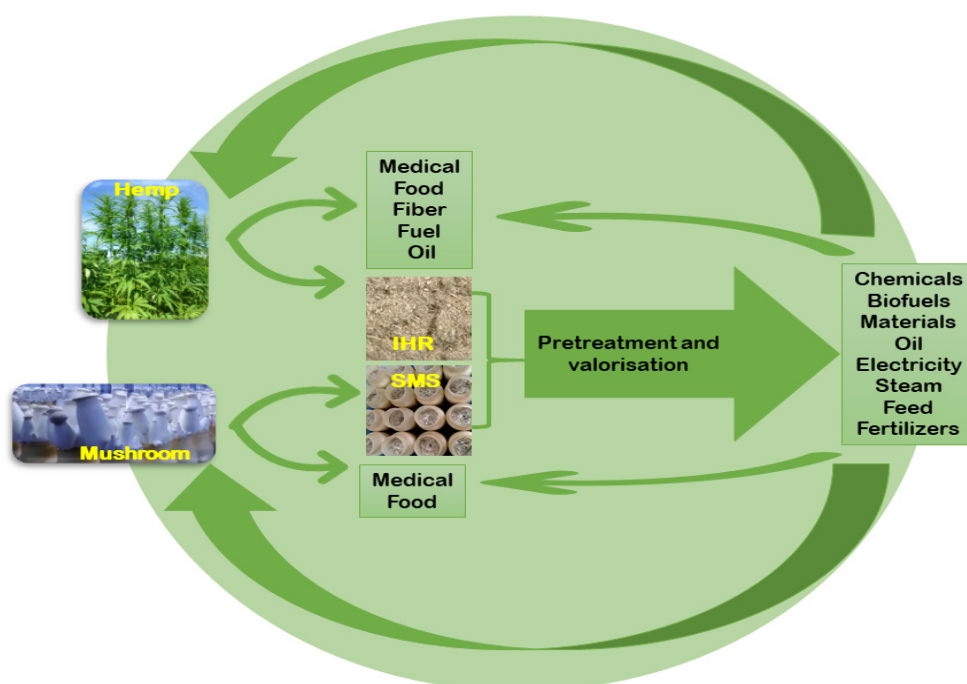 Hemp
Medical
Food
Fiber
Fuel
Oil
IHR
SMS
Mushroom
Medical
Food
Pretreatment and
valorisation
Chemicals
Biofuels
Materials
Oil
Electricity
Steam
Feed
Fertilizers